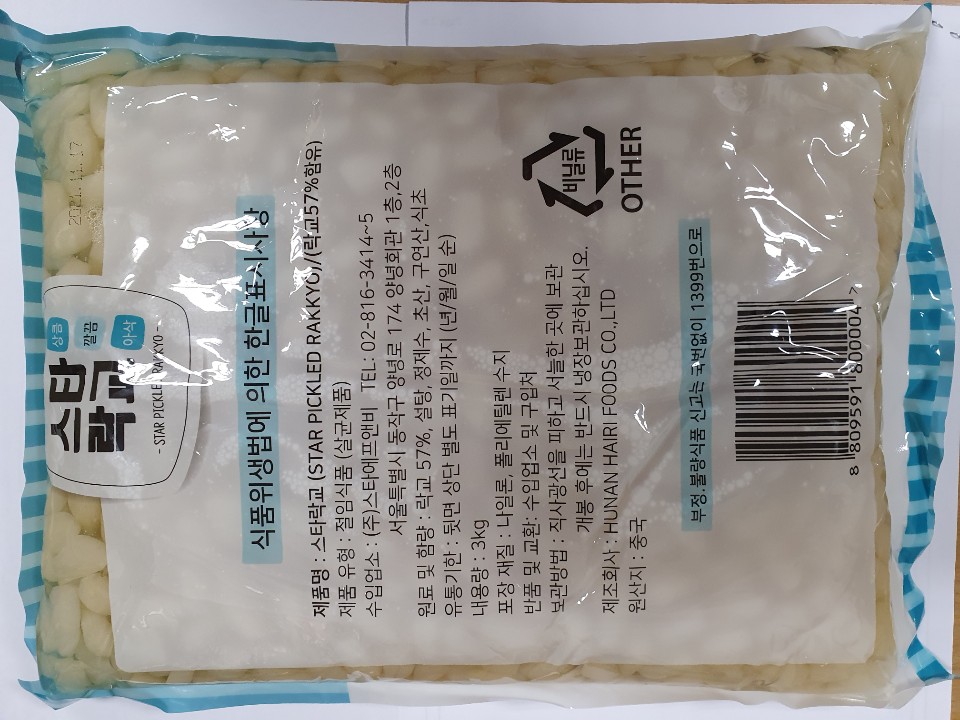 상큼
깔끔
아삭
스타
락교
- STAR PICKLED RAKKYO -
식품위생법에 의한 한글표시사항
제품명 : 스타락교 (STAR PICKLED RAKKYO)/(락교57%함유)
제품 유형 : 절임식품 (살균제품)
수입업소 : (주)스타에프앤비 TEL: 02-816-3414~5
서울특별시 동작구 양녕로 174 양녕회관 1층,2층
원료 및 함량 : 락교 57%, 설탕, 정제수, 초산, 구연산,식초
유통기한 : 뒷면 상단 별도 표기일까지 (년/월/일 순)
내용량 : 3kg
포장 재질 : 나일론, 폴리에틸렌 수지
반품 및 교환: 수입업소 및 구입처
보관방법 : 직사광선을 피하고 서늘한 곳에 보관
개봉 후에는 반드시 냉장보관하십시오.
제조회사 : HUNAN HAIRI FOODS CO.,LTD
원산지 : 중국
비닐류
OTHER
부정.불량식품 신고는 국번없이 1399번으로
8 809591 800004 >